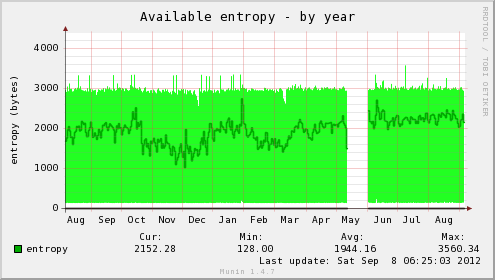 Available entropy - by year
RRDTOOL / TOBI OETIKER
entropy (bytes)
4000
3000
2000
1000
0
Aug Sep Oct Nov Dec Jan Feb Mar Apr May Jun Jul Aug
Cur: Min: Avg: Max:
entropy 2152.28 128.00 1944.16 3560.34
Last update: Sat Sep 8 06:25:03 2012
Munin 1.4.7